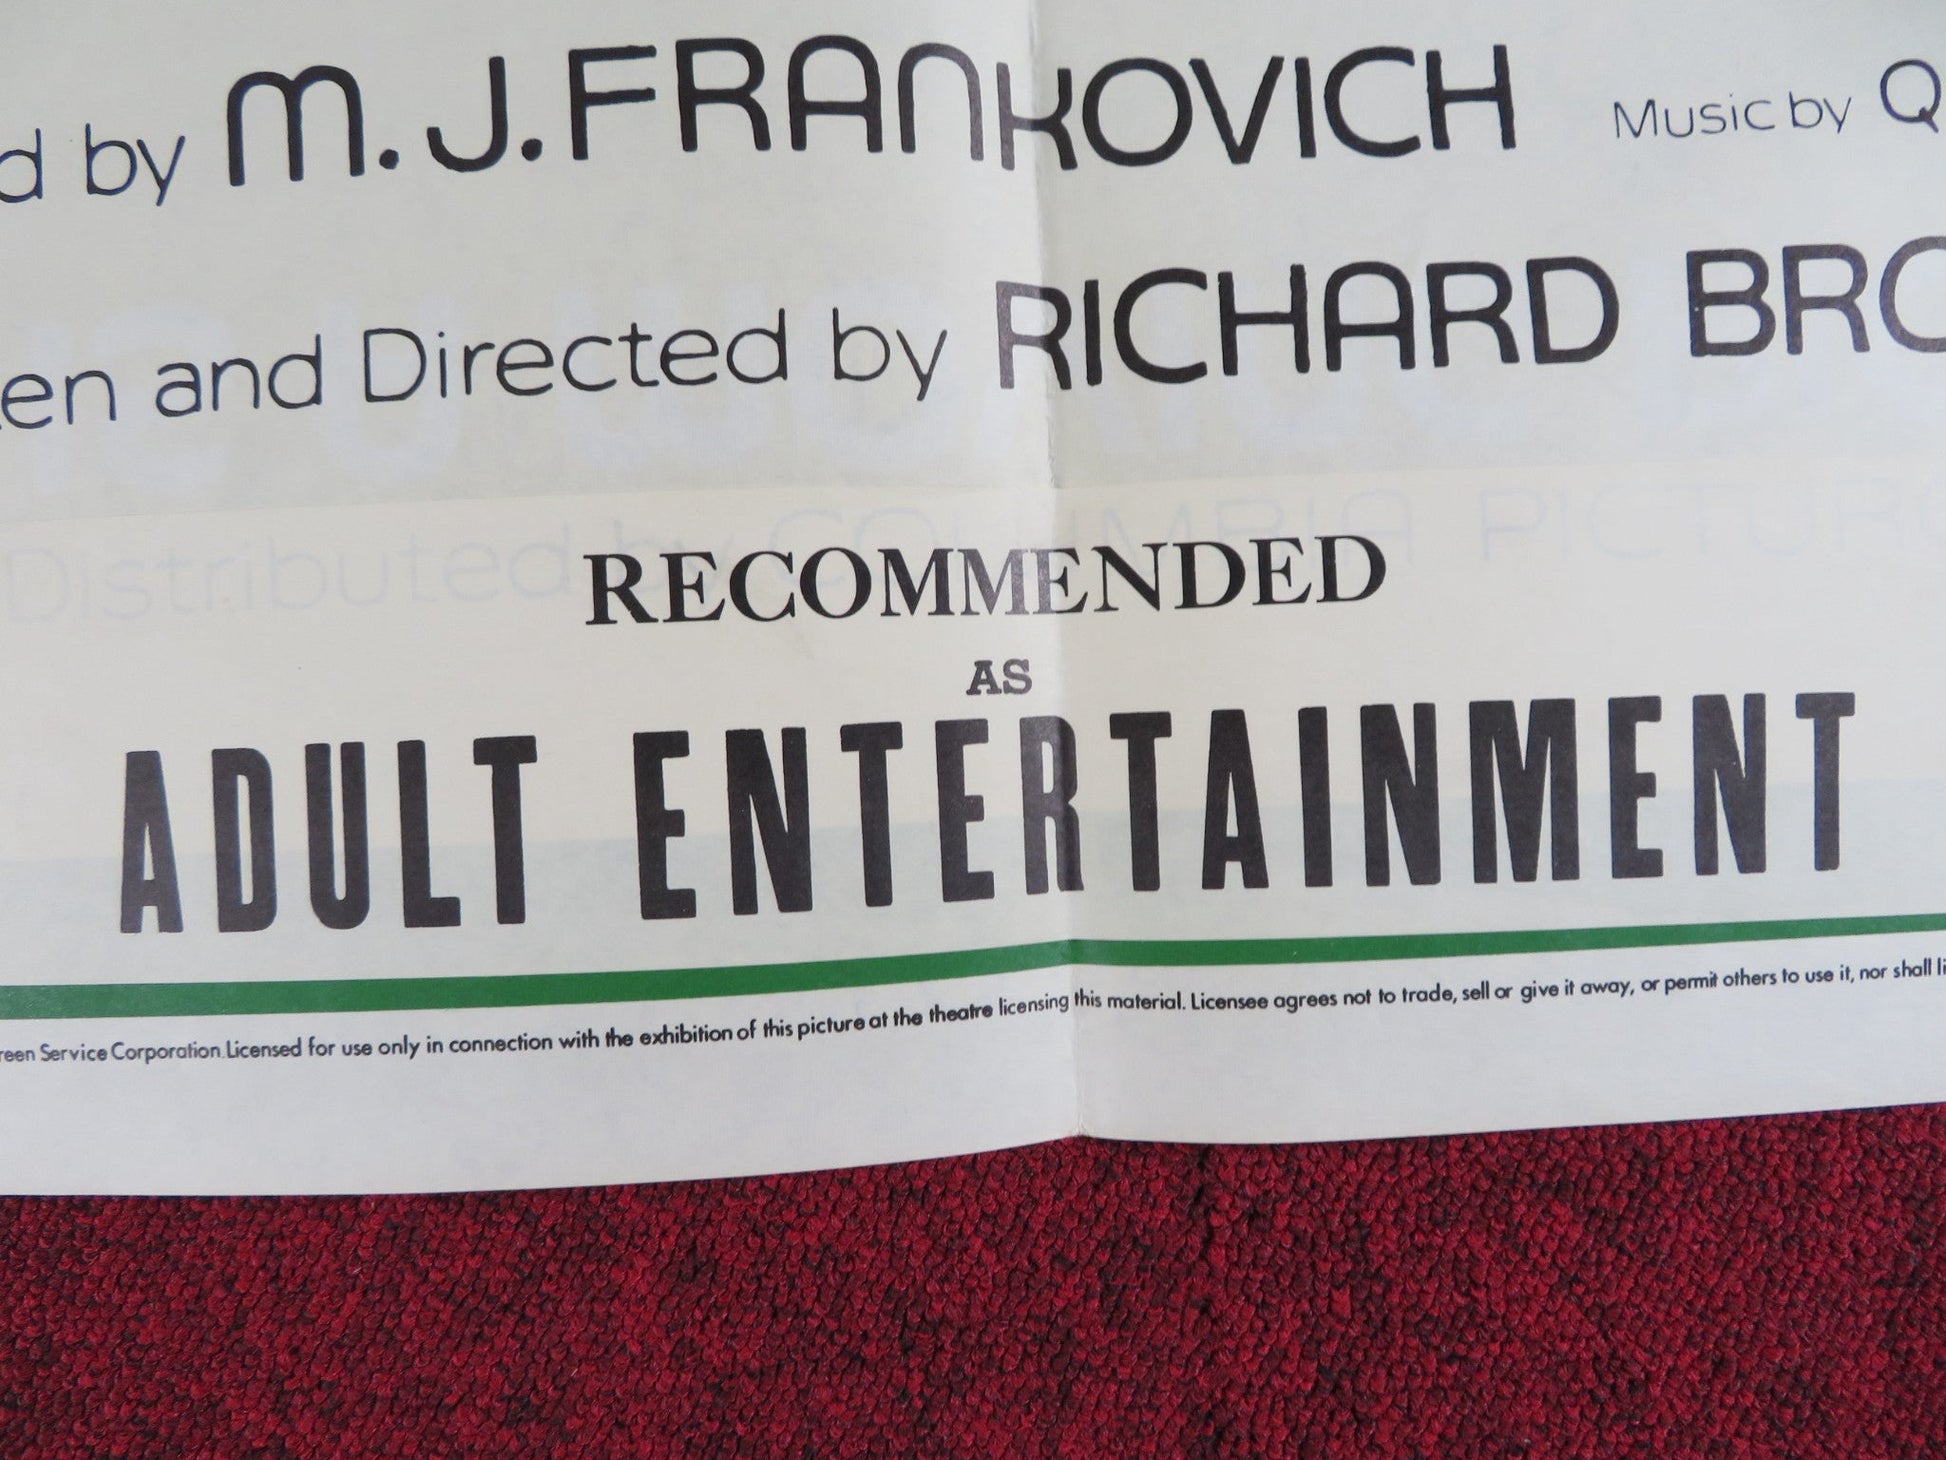 d by M. J. FRANKOVICH Music by Q
en and Directed by RICHARD BRO
Distributed by COLUMBIA PICTURE
RECOMMENDED
AS
ADULT ENTERTAINMENT
reen Service Corporation. Licensed for use only in connection with the exhibition of this picture at the theatre licensing this material. Licensee agrees not to trade, sell or give it away, or permit others to use it, nor shall li